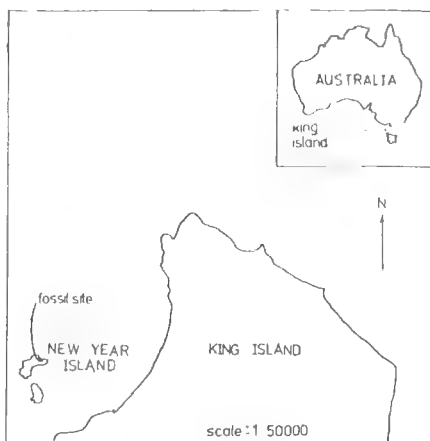 AUSTRALIA
King
island
N
fossil site
NEW YEAR
ISLAND
KING ISLAND
scale:1 50000